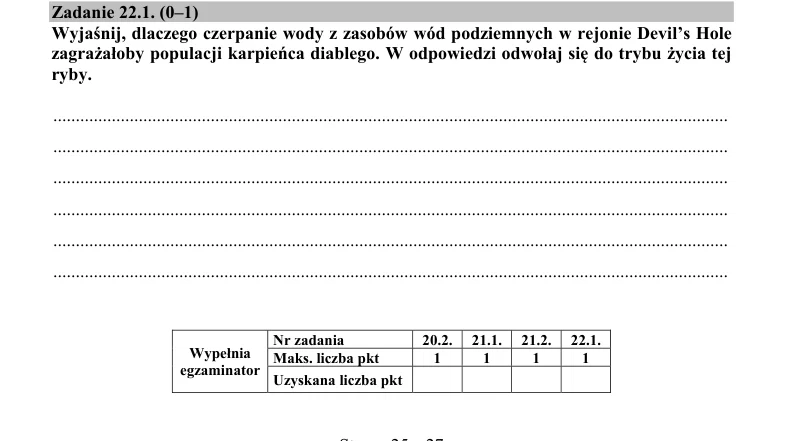 Zadanie 22.1. (0–1)
Wyjaśnij, dlaczego czerpanie wody z zasobów wód podziemnych w rejonie Devil’s Hole
zagrażałoby populacji karpieńca diablego. W odpowiedzi odwołaj się do trybu życia tej
ryby.
......................................................................................................................................................
......................................................................................................................................................
......................................................................................................................................................
......................................................................................................................................................
......................................................................................................................................................
......................................................................................................................................................
Wypełnia
egzaminator
Nr zadania 20.2. 21.1. 21.2. 22.1.
Maks. liczba pkt 1 1 1 1
Uzyskana liczba pkt